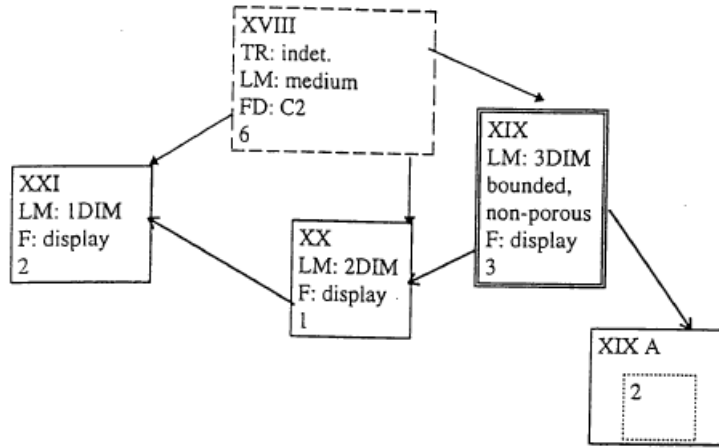 XVIII
TR: indet.
LM: medium
FD: C2
6
XIX
LM: 3DIM
bounded,
non-porous
F: display
3
XXI
LM: 1DIM
F: display
2
XX
LM: 2DIM
F: display
1
XIX A
2